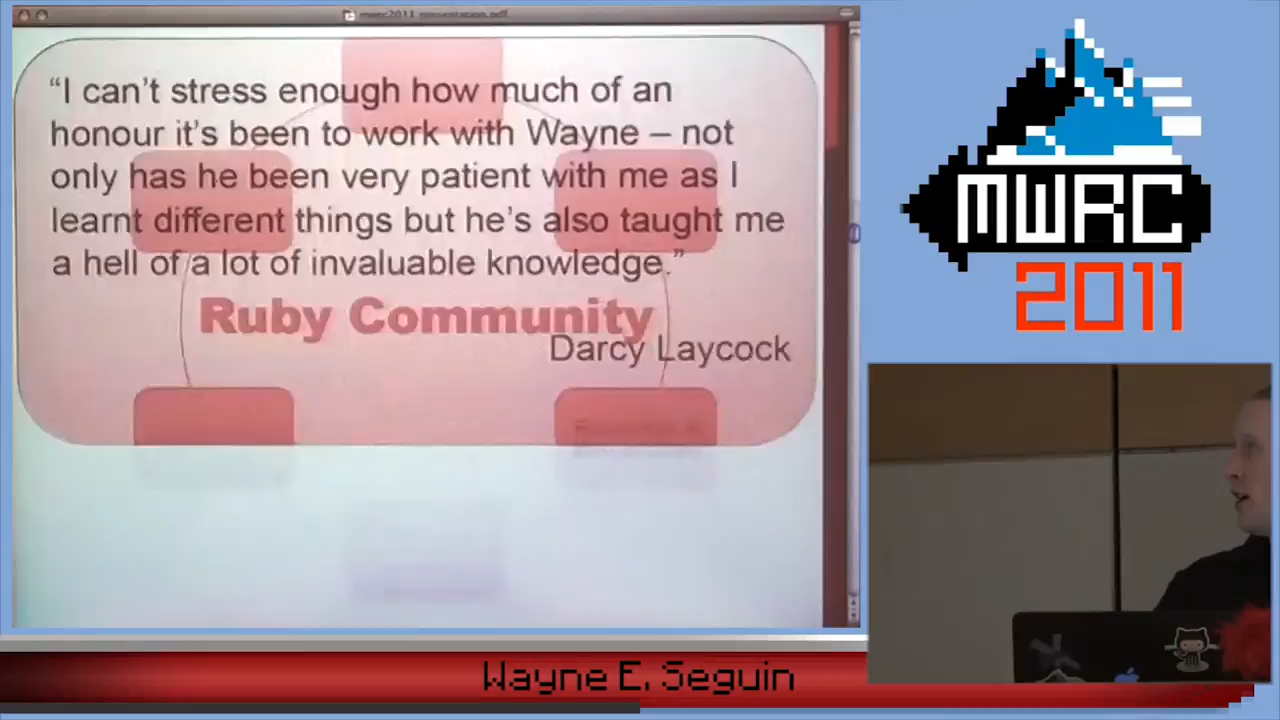 mwrc2011_presentation.pdf
“I can’t stress enough how much of an
honour it’s been to work with Wayne – not
only has he been very patient with me as I
learnt different things but he’s also taught me
a hell of a lot of invaluable knowledge.”
Ruby Community
Darcy Laycock
MWRC
2011
Wayne E. Seguin